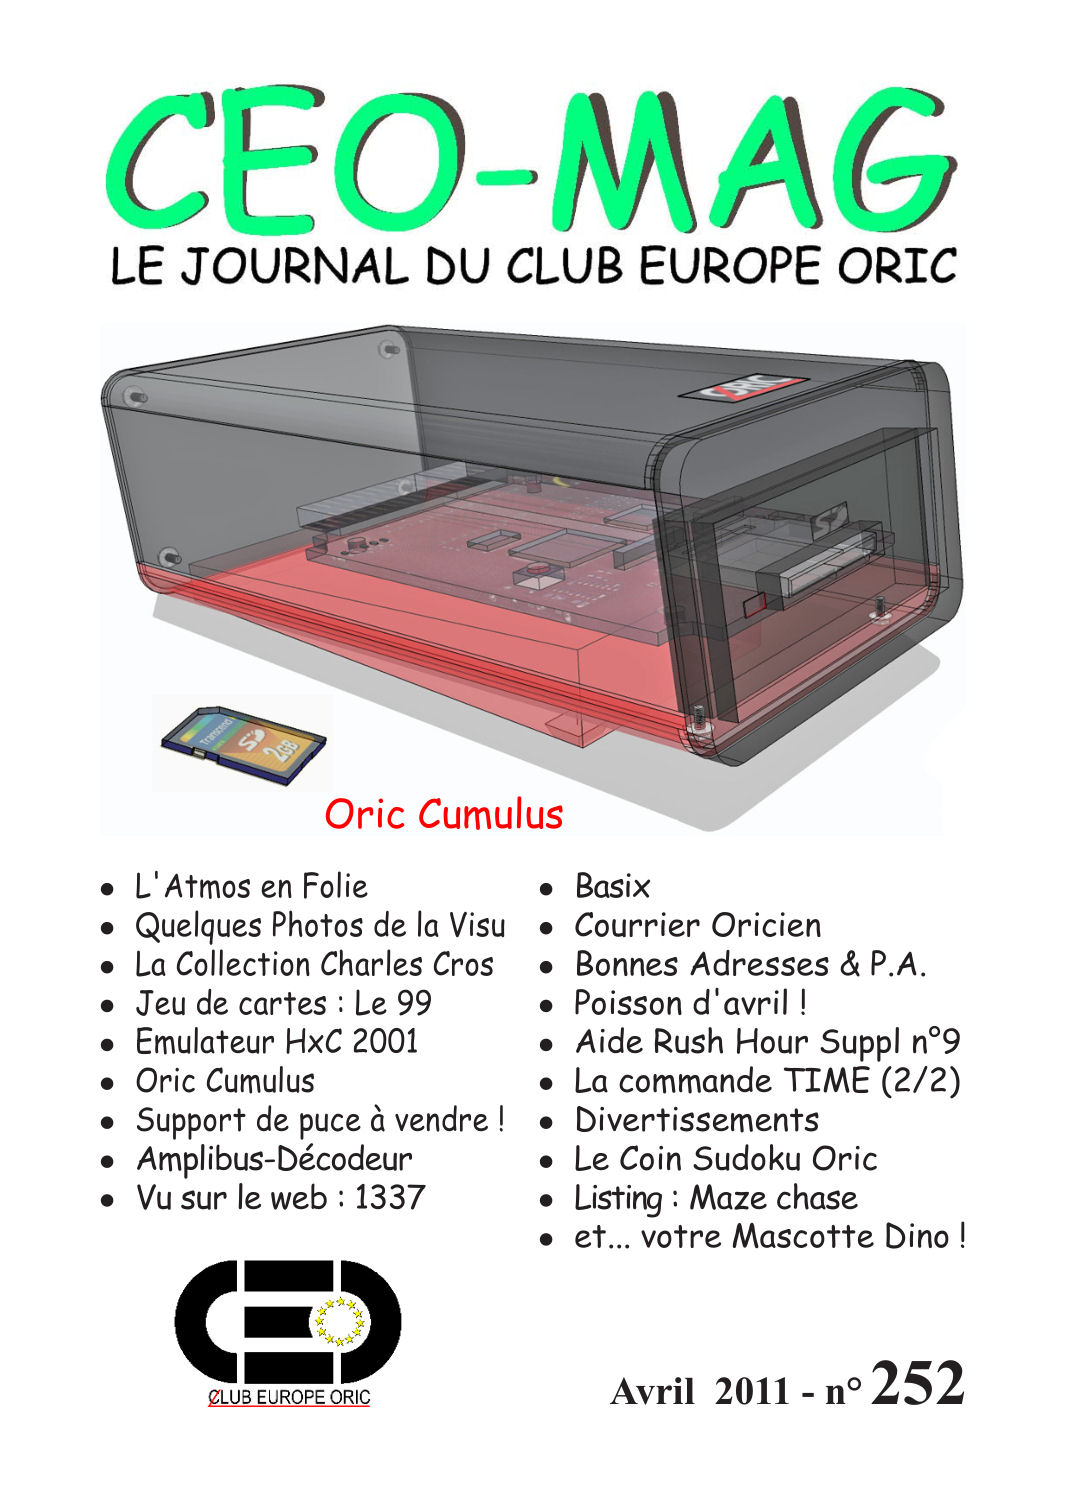 CEO-MAG
LE JOURNAL DU CLUB EUROPE ORIC
ORIC
Transcend
SD
2GB
Oric Cumulus
• L'Atmos en Folie
• Quelques Photos de la Visu
• La Collection Charles Cros
• Jeu de cartes : Le 99
• Emulateur HxC 2001
• Oric Cumulus
• Support de puce à vendre !
• Amplibus-Décodeur
• Vu sur le web : 1337
• Basix
• Courrier Oricien
• Bonnes Adresses & P.A.
• Poisson d'avril !
• Aide Rush Hour Suppl n°9
• La commande TIME (2/2)
• Divertissements
• Le Coin Sudoku Oric
• Listing : Maze chase
• et... votre Mascotte Dino !
CEO
CLUB EUROPE ORIC
Avril 2011 - n° 252